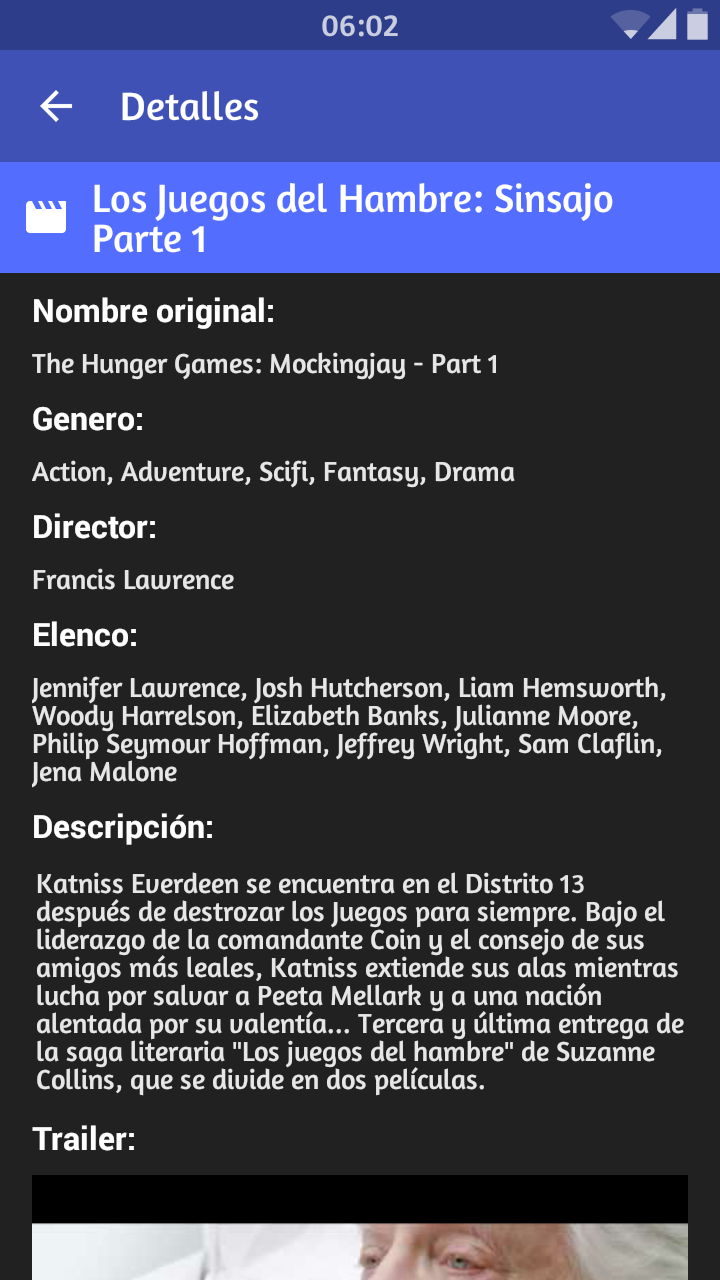 06:02
Detalles
Los Juegos del Hambre: Sinsajo
Parte 1
Nombre original:
The Hunger Games: Mockingjay - Part 1
Genero:
Action, Adventure, Scifi, Fantasy, Drama
Director:
Francis Lawrence
Elenco:
Jennifer Lawrence, Josh Hutcherson, Liam Hemsworth,
Woody Harrelson, Elizabeth Banks, Julianne Moore,
Philip Seymour Hoffman, Jeffrey Wright, Sam Claflin,
Jena Malone
Descripción:
Katniss Everdeen se encuentra en el Distrito 13
después de destrozar los Juegos para siempre. Bajo el
liderazgo de la comandante Coin y el consejo de sus
amigos más leales, Katniss extiende sus alas mientras
lucha por salvar a Peeta Mellark y a una nación
alentada por su valentía... Tercera y última entrega de
la saga literaria "Los juegos del hambre" de Suzanne
Collins, que se divide en dos películas.
Trailer: